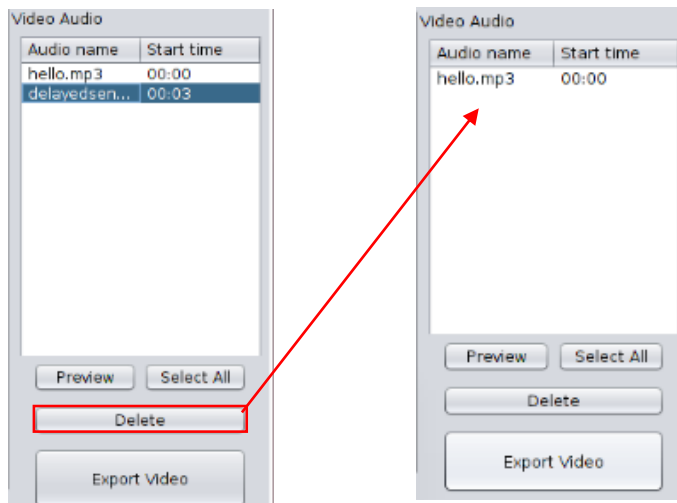 Video Audio
Audio name Start time
hello.mp3 00:00
delayedsen... 00:03
Preview Select All
Delete
Export Video
Video Audio
Audio name Start time
hello.mp3 00:00
Preview Select All
Delete
Export Video